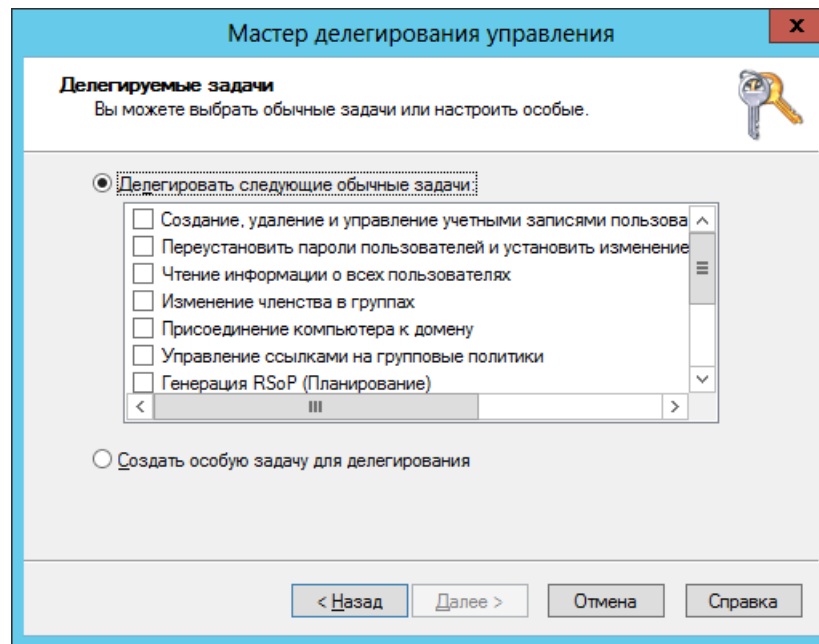 Мастер делегирования управления
Делегируемые задачи
Вы можете выбрать обычные задачи или настроить особые.
Делегировать следующие обычные задачи:
Создание, удаление и управление учетными записями пользова
Переустановить пароли пользователей и установить изменение
Чтение информации о всех пользователях
Изменение членства в группах
Присоединение компьютера к домену
Управление ссылками на групповые политики
Генерация RSoP (Планирование)
Создать особую задачу для делегирования
< Назад Далее > Отмена Справка